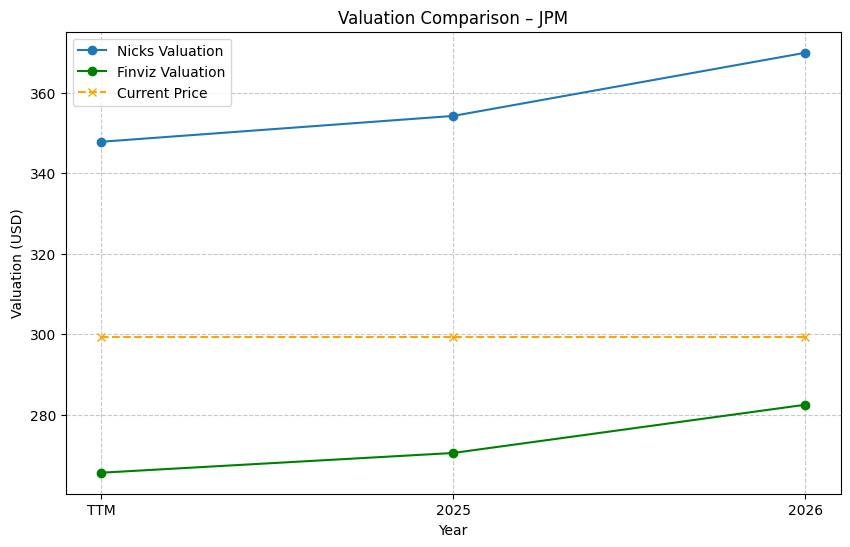 Valuation Comparison – JPM
Nicks Valuation
Finviz Valuation
Current Price
Valuation (USD)
360
340
320
300
280
TTM
2025
2026
Year